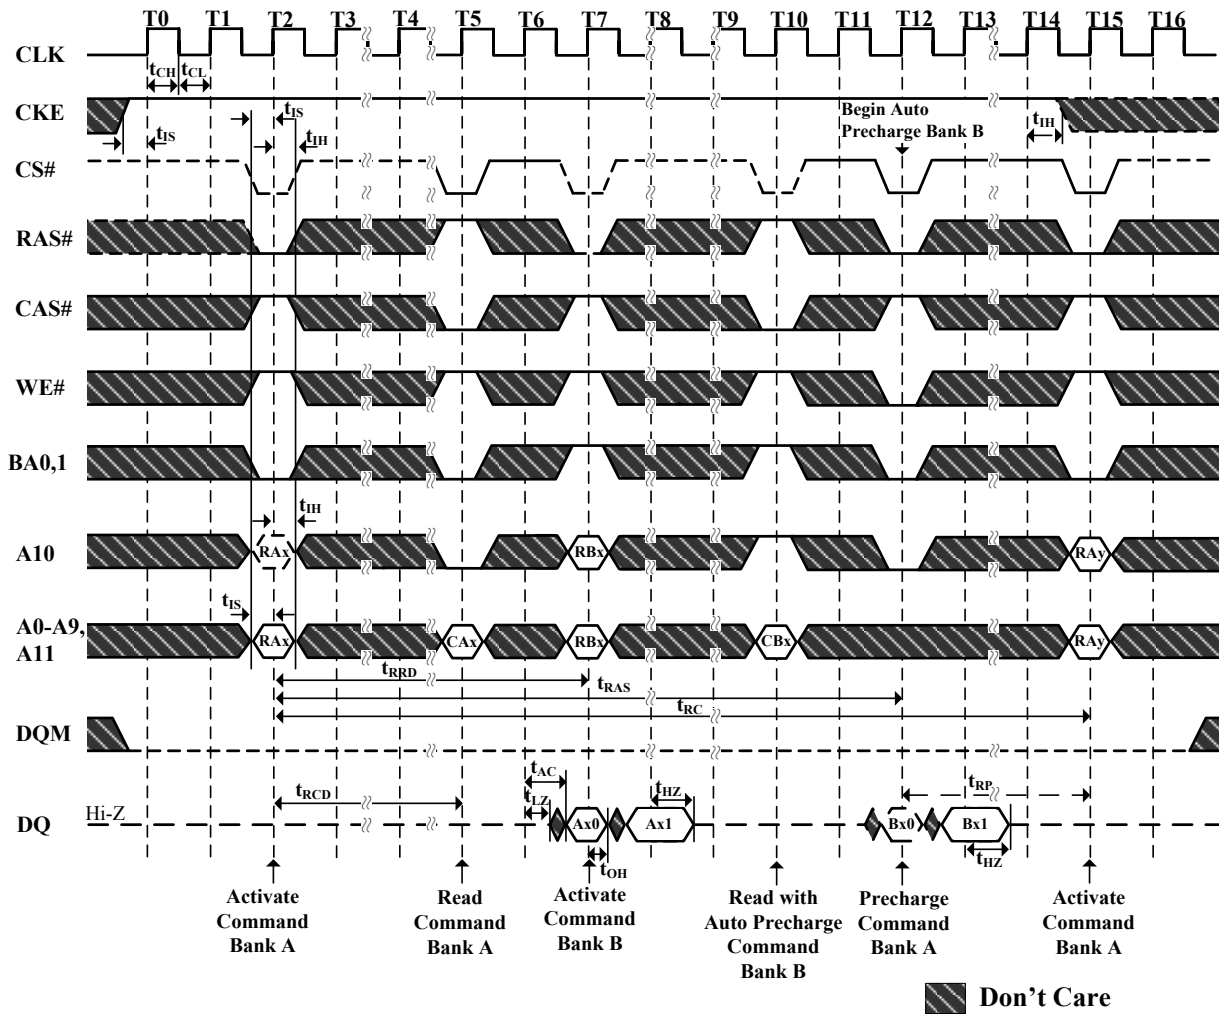 T0 T1 T2 T3 T4 T5 T6 T7 T8 T9 T10 T11 T12 T13 T14 T15 T16
CLK
tCH tCL
CKE
tIS
tIS
tIH
Begin Auto
Precharge Bank B
tIH
CS#
RAS#
CAS#
WE#
BA0,1
tIH
A10
RAx RBx RAy
tIS
A0-A9,
A11
RAx CAx RBx CBx RAy
tRRD
tRAS
tRC
DQM
tRCD
tAC
tLZ
tHZ
tRP
Hi-Z
DQ
Ax0 Ax1 Bx0 Bx1
tOH
tHZ
Activate
Command
Bank A
Read
Command
Bank A
Activate
Command
Bank B
Read with
Auto Precharge
Command
Bank B
Precharge
Command
Bank A
Activate
Command
Bank A
Don't Care